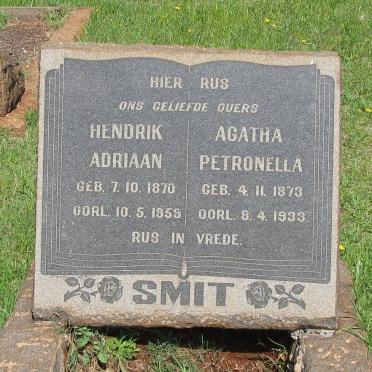 HIER RUS
ONS GELIEFDE OUERS
HENDRIK
ADRIAAN
GEB. 7. 10. 1870
OORL. 10. 5. 1959
AGATHA
PETRONELLA
GEB. 4. 11. 1873
OORL. 8. 4. 1933
RUS IN VREDE.
SMIT